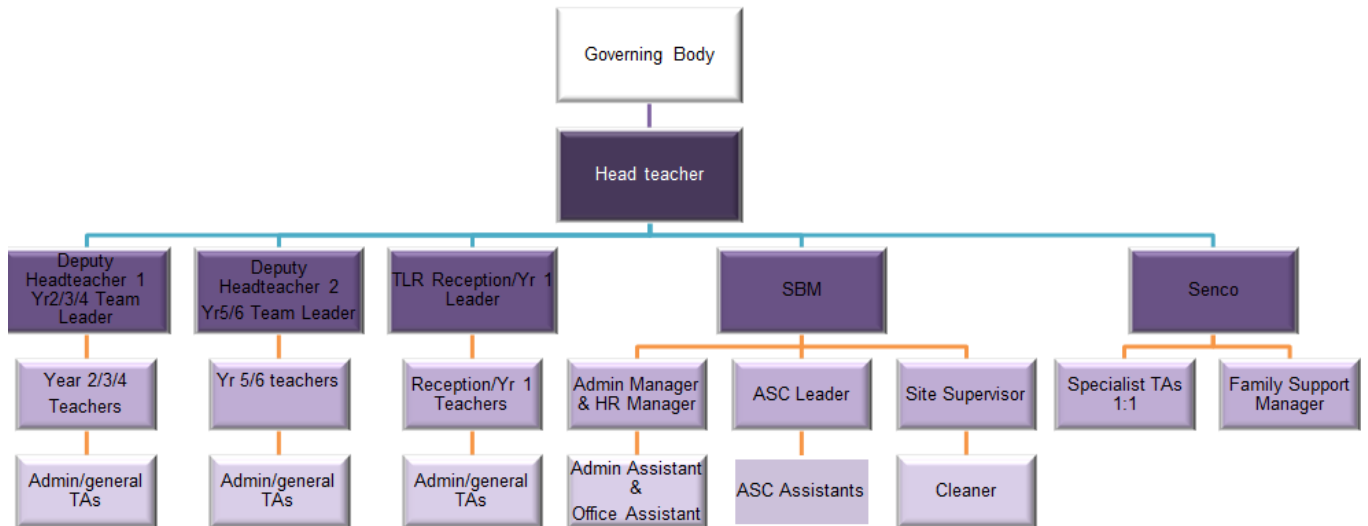 Governing Body
Head teacher
Deputy
Headteacher 1
Yr2/3/4 Team
Leader
Deputy
Headteacher 2
Yr5/6 Team Leader
TLR Reception/Yr 1
Leader
SBM
Senco
Year 2/3/4
Teachers
Yr 5/6 teachers
Reception/Yr 1
Teachers
Admin Manager
& HR Manager
ASC Leader
Site Supervisor
Specialist TAs
1:1
Family Support
Manager
Admin/general
TAs
Admin/general
TAs
Admin/general
TAs
Admin Assistant
&
Office Assistant
ASC Assistants
Cleaner